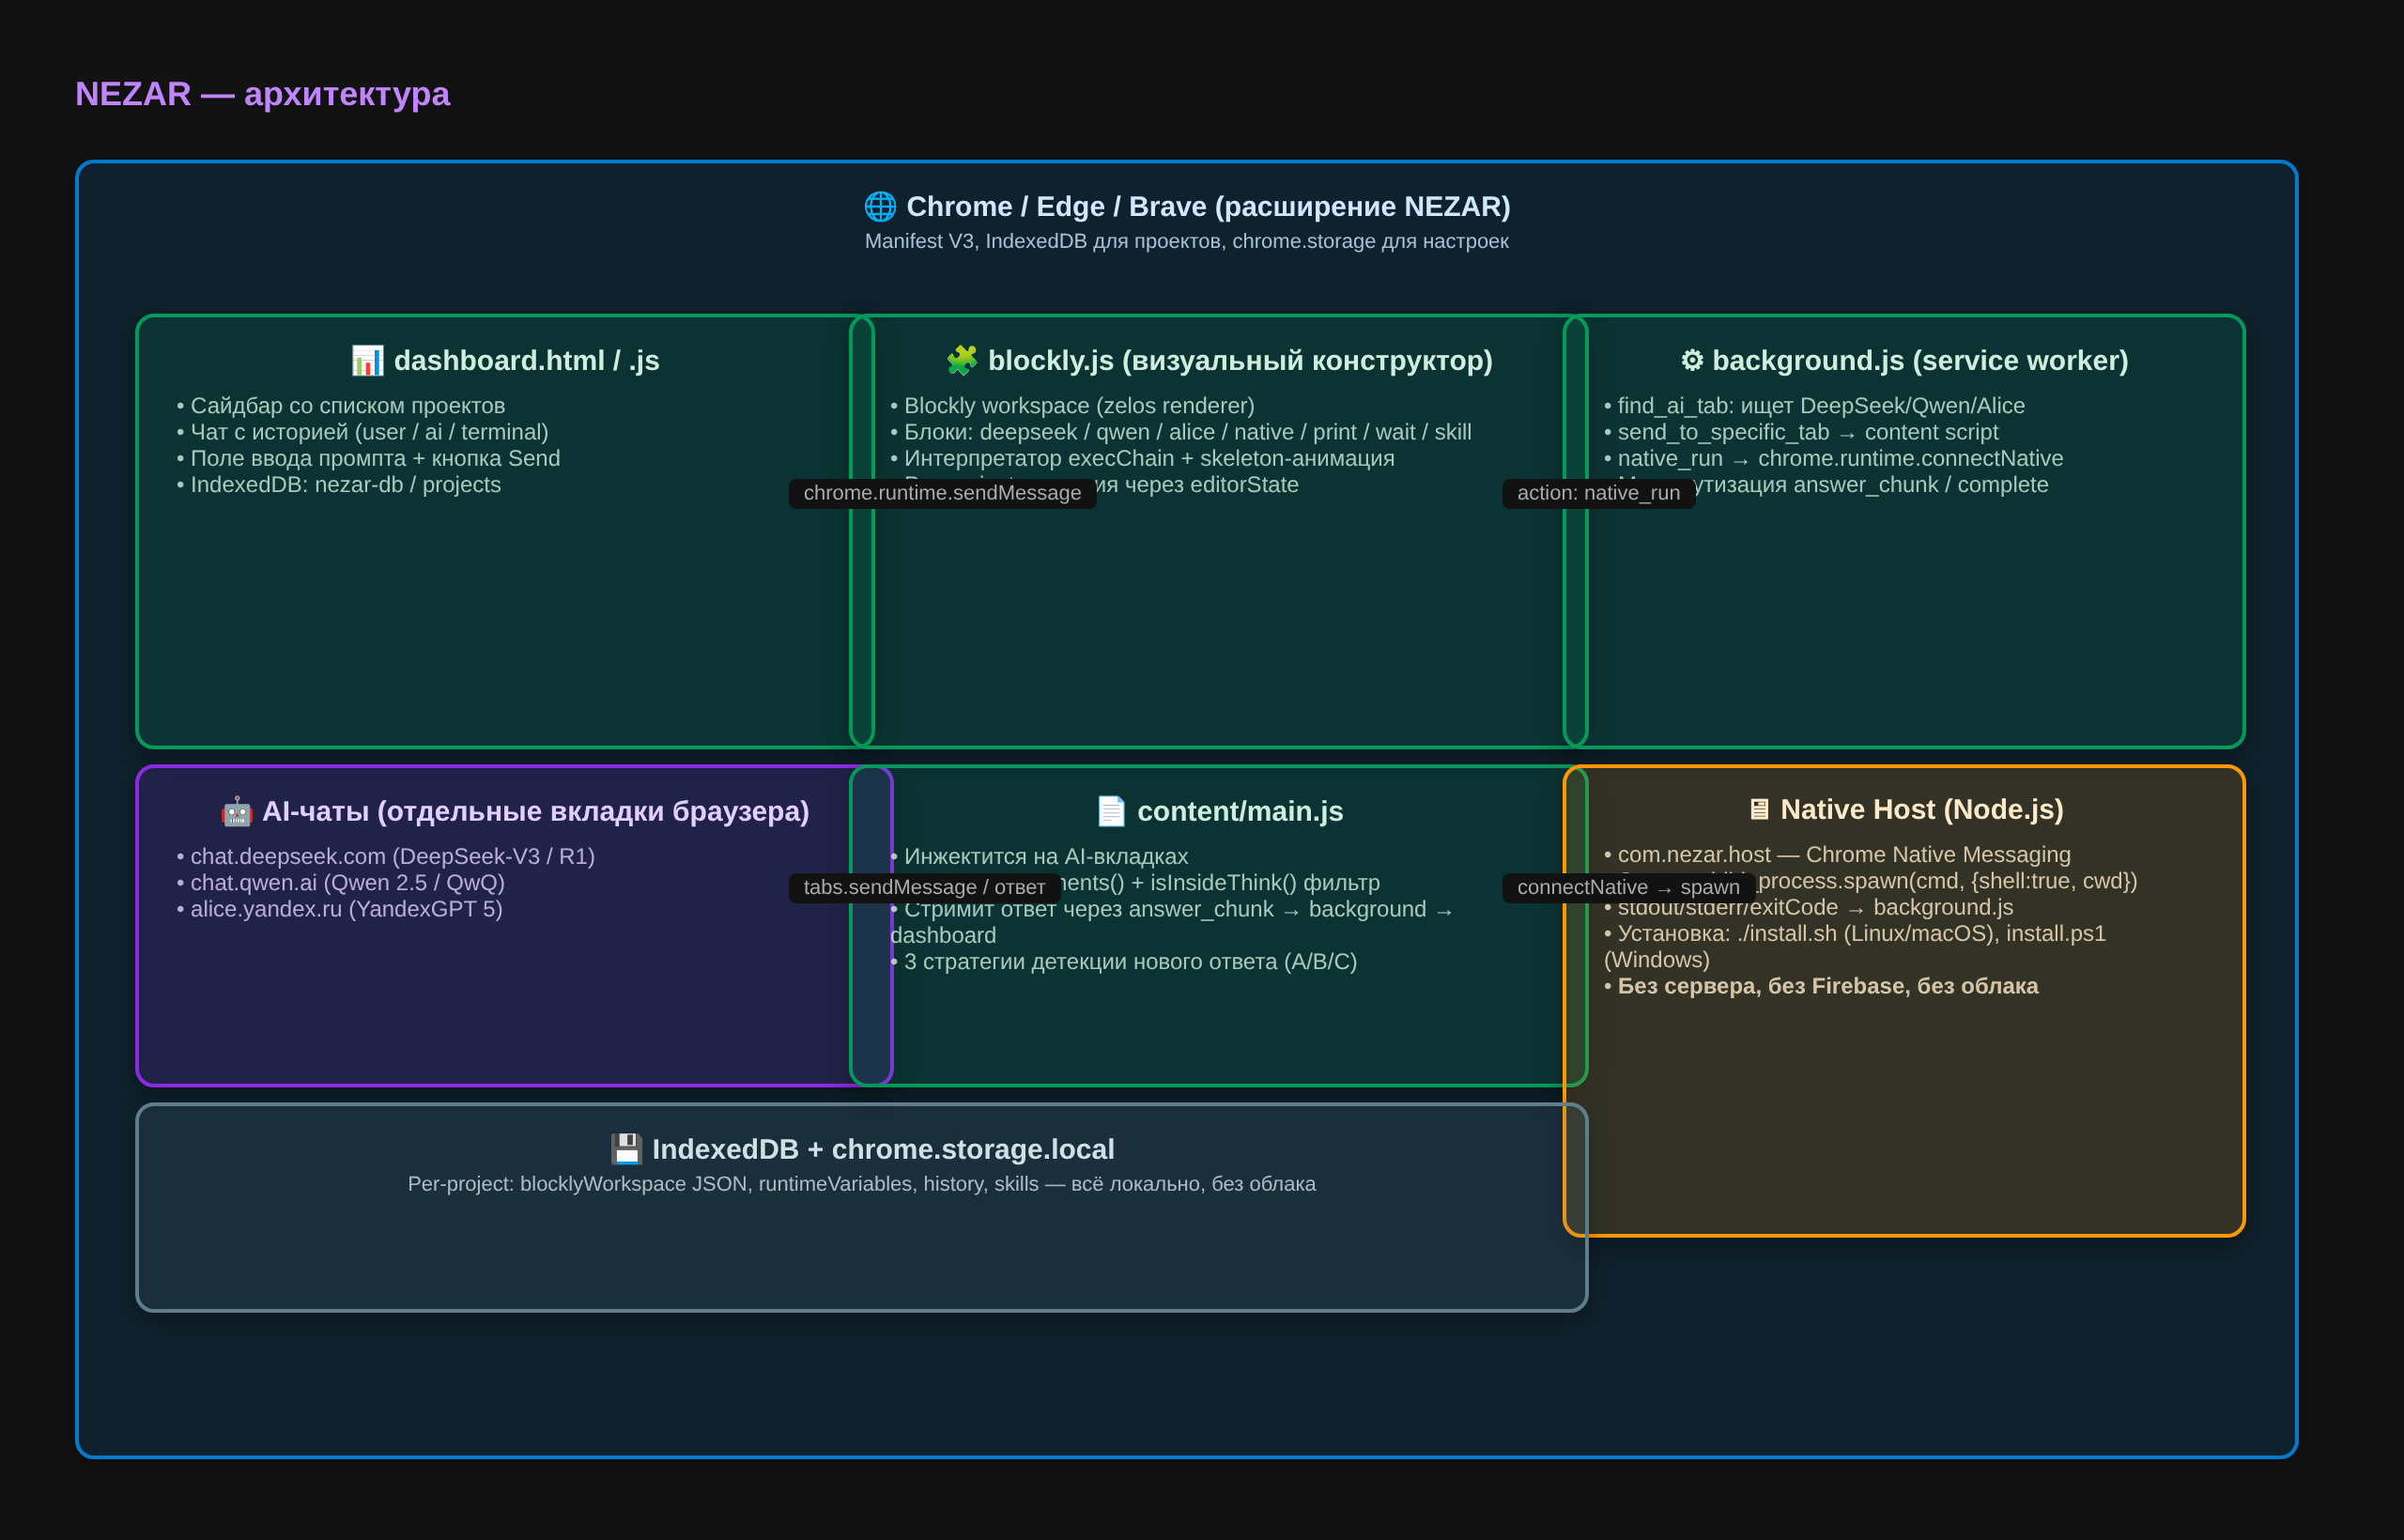 NEZAR — архитектура
🌐 Chrome / Edge / Brave (расширение NEZAR)
Manifest V3, IndexedDB для проектов, chrome.storage для настроек
📊 dashboard.html / .js
• Сайдбар со списком проектов
• Чат с историей (user / ai / terminal)
• Поле ввода промпта + кнопка Send
• IndexedDB: nezar-db / projects
chrome.runtime.sendMessage
🧩 blockly.js (визуальный конструктор)
• Blockly workspace (zelos renderer)
• Блоки: deepseek / qwen / alice / native / print / wait / skill
• Интерпретатор execChain + skeleton-анимация
через editorState
action: native_run
⚙ background.js (service worker)
• find_ai_tab: ищет DeepSeek/Qwen/Alice
• send_to_specific_tab → content script
• native_run → chrome.runtime.connectNative
answer_chunk / complete
🤖 AI-чаты (отдельные вкладки браузера)
• chat.deepseek.com (DeepSeek-V3 / R1)
• chat.qwen.ai (Qwen 2.5 / QwQ)
• alice.yandex.ru (YandexGPT 5)
tabs.sendMessage / ответ
📄 content/main.js
• Инжектится на AI-вкладках
+ isInsideThink() фильтр
• Стримит ответ через answer_chunk → background →
dashboard
• 3 стратегии детекции нового ответа (A/B/C)
connectNative → spawn
🖥 Native Host (Node.js)
• com.nezar.host — Chrome Native Messaging
_process.spawn(cmd, {shell:true, cwd})
• stdout/stderr/exitCode → background.js
• Установка: ./install.sh (Linux/macOS), install.ps1
(Windows)
• Без сервера, без Firebase, без облака
💾 IndexedDB + chrome.storage.local
Per-project: blocklyWorkspace JSON, runtimeVariables, history, skills — всё локально, без облака